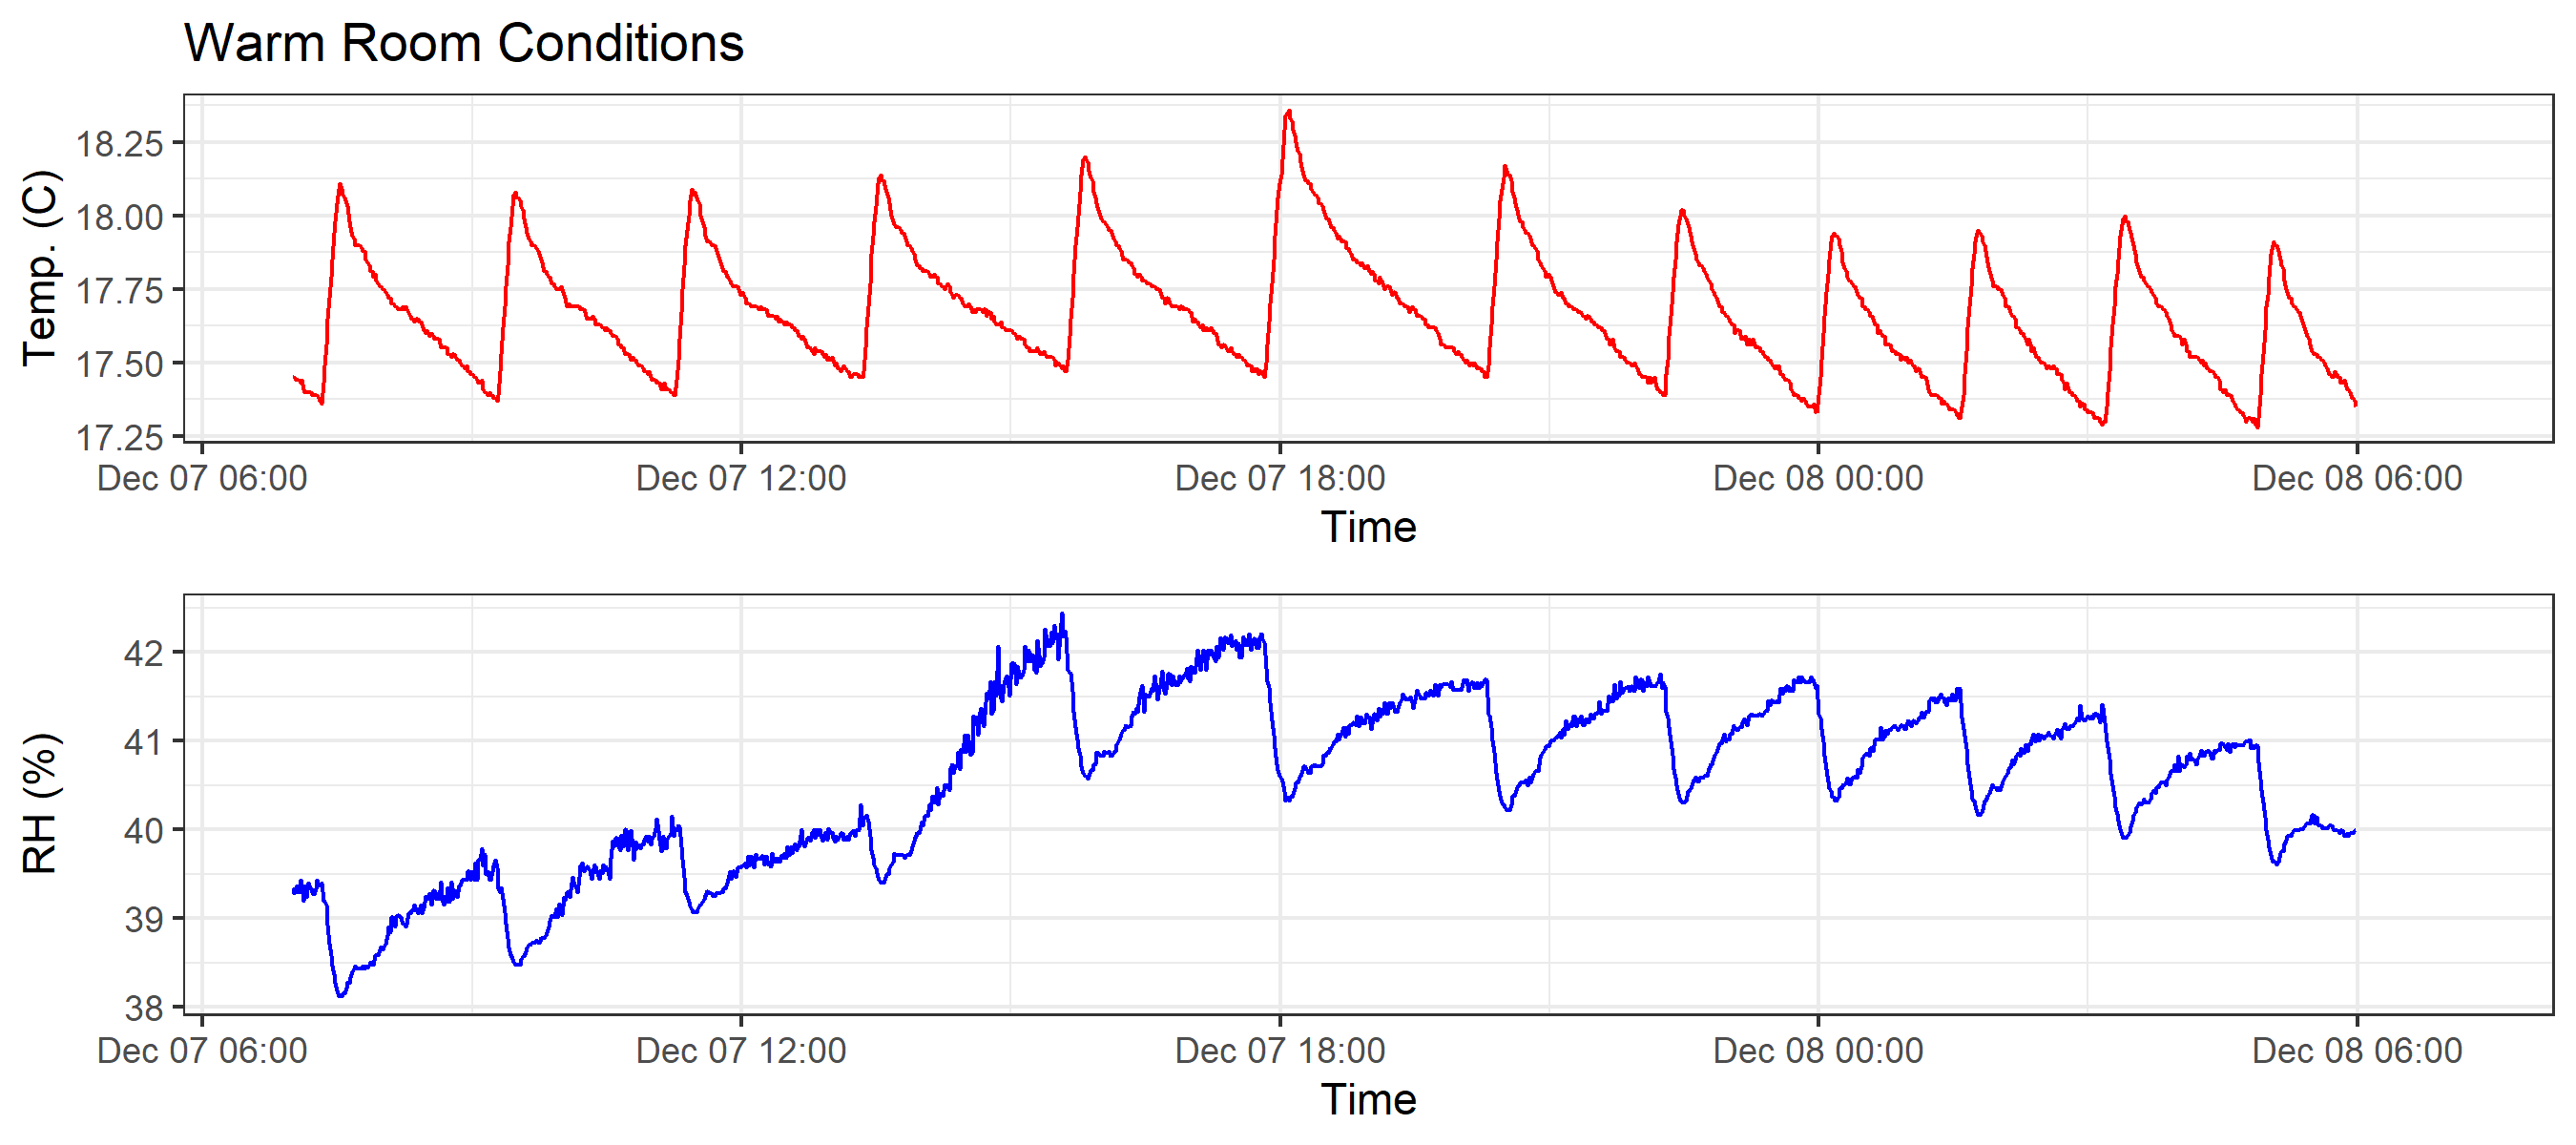 Warm Room Conditions
Temp. (C)
18.25
18.00
17.75
17.50
17.25
Dec 07 06:00 Dec 07 12:00 Dec 07 18:00 Dec 08 00:00 Dec 08 06:00
Time
RH (%)
42
41
40
39
38
Dec 07 06:00 Dec 07 12:00 Dec 07 18:00 Dec 08 00:00 Dec 08 06:00
Time